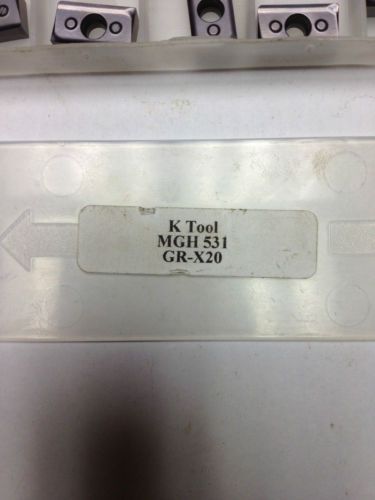 K Tool
MGH 531
GR-X20